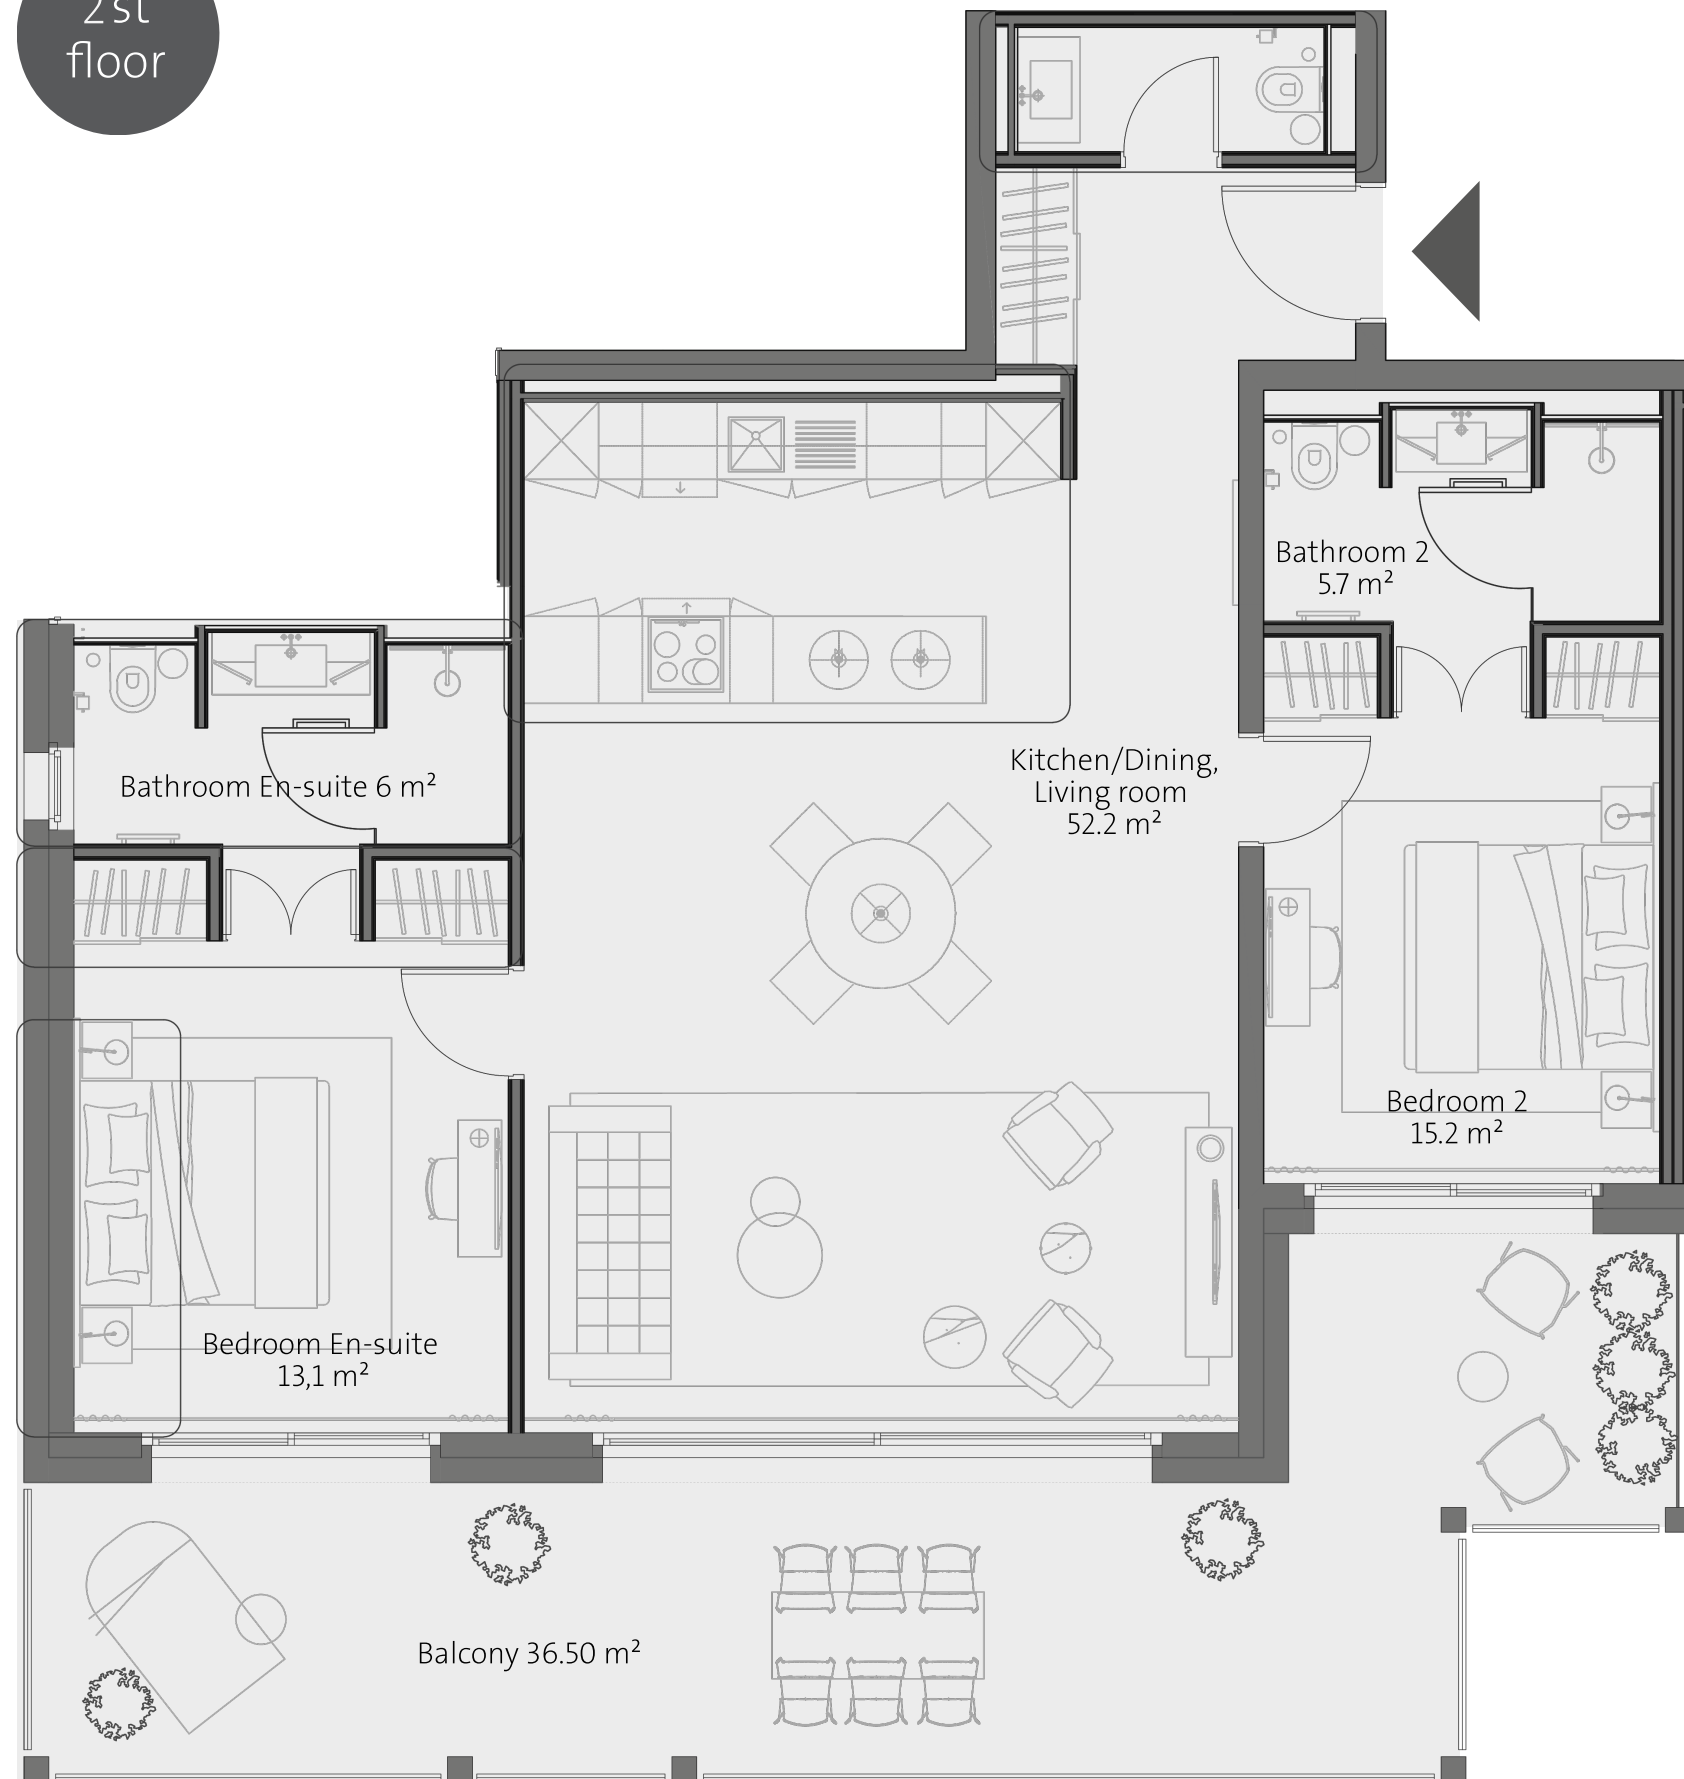 2st
floor
Bathroom 2
5.7 m²
Kitchen/Dining,
Living room
52.2 m²
Bathroom En-suite 6 m²
Bedroom 2
15.2 m²
Bedroom En-suite
13,1 m²
Balcony 36.50 m²